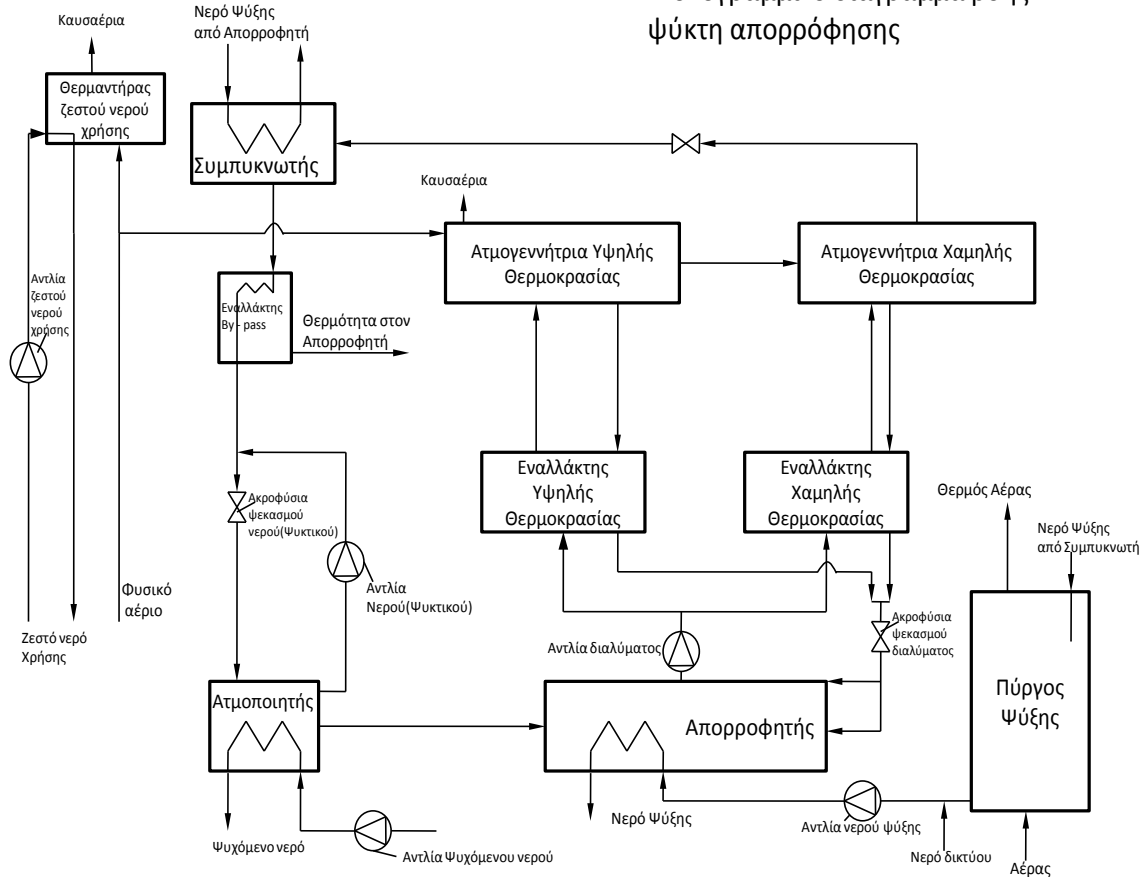 ψύκτη απορρόφησης
Καυσαέρια
Νερό Ψύξης
από Απορροφητή
Θερμαντήρας
ζεστού νερού
χρήσης
Συμπυκνωτής
Καυσαέρια
Ατμογεννήτρια Υψηλής
Θερμοκρασίας
Ατμογεννήτρια Χαμηλής
Θερμοκρασίας
Αντλία
ζεστού
νερού
χρήσης
Εναλλάκτης
By - pass
Θερμότητα στον
Απορροφητή
Εναλλάκτης
Υψηλής
Θερμοκρασίας
Εναλλάκτης
Χαμηλής
Θερμοκρασίας
Ακροφύσια
ψεκασμού
νερού(Ψυκτικού)
Θερμός Αέρας
Νερό Ψύξης
από Συμπυκνωτή
Φυσικό
αέριο
Αντλία
Νερού(Ψυκτικού)
Ζεστό νερό
Χρήσης
Αντλία διαλύματος
Ακροφύσια
ψεκασμού
διαλύματος
Ατμοποιητής
Απορροφητής
Πύργος
Ψύξης
Ψυχόμενο νερό
Αντλία Ψυχόμενου νερού
Νερό Ψύξης
Αντλία νερού ψύξης
Νερό δικτύου
Αέρας